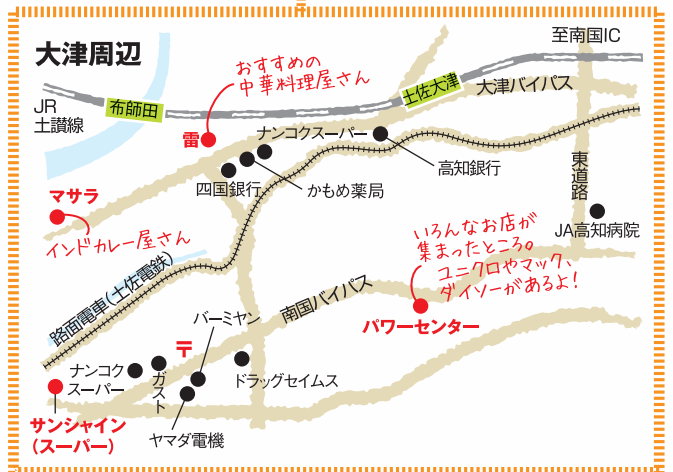 大津周辺
至南国IC
おすすめの
中華料理屋さん
土佐大津
大津バイパス
JR
土讃線
布師田
雷
ナンコクスーパー
高知銀行
四国銀行
かもめ薬局
東道路
マサラ
インドカレー屋さん
JA高知病院
いろんなお店が
集まったところ。
ユニクロやマック、
ダイソーがあるよ!
路面電車(土佐電鉄)
南国バイパス
パワーセンター
バーミヤン
〒
ナンコク
スーパー
ガスト
ドラッグセイムス
サンシャイン
(スーパー)
ヤマダ電機